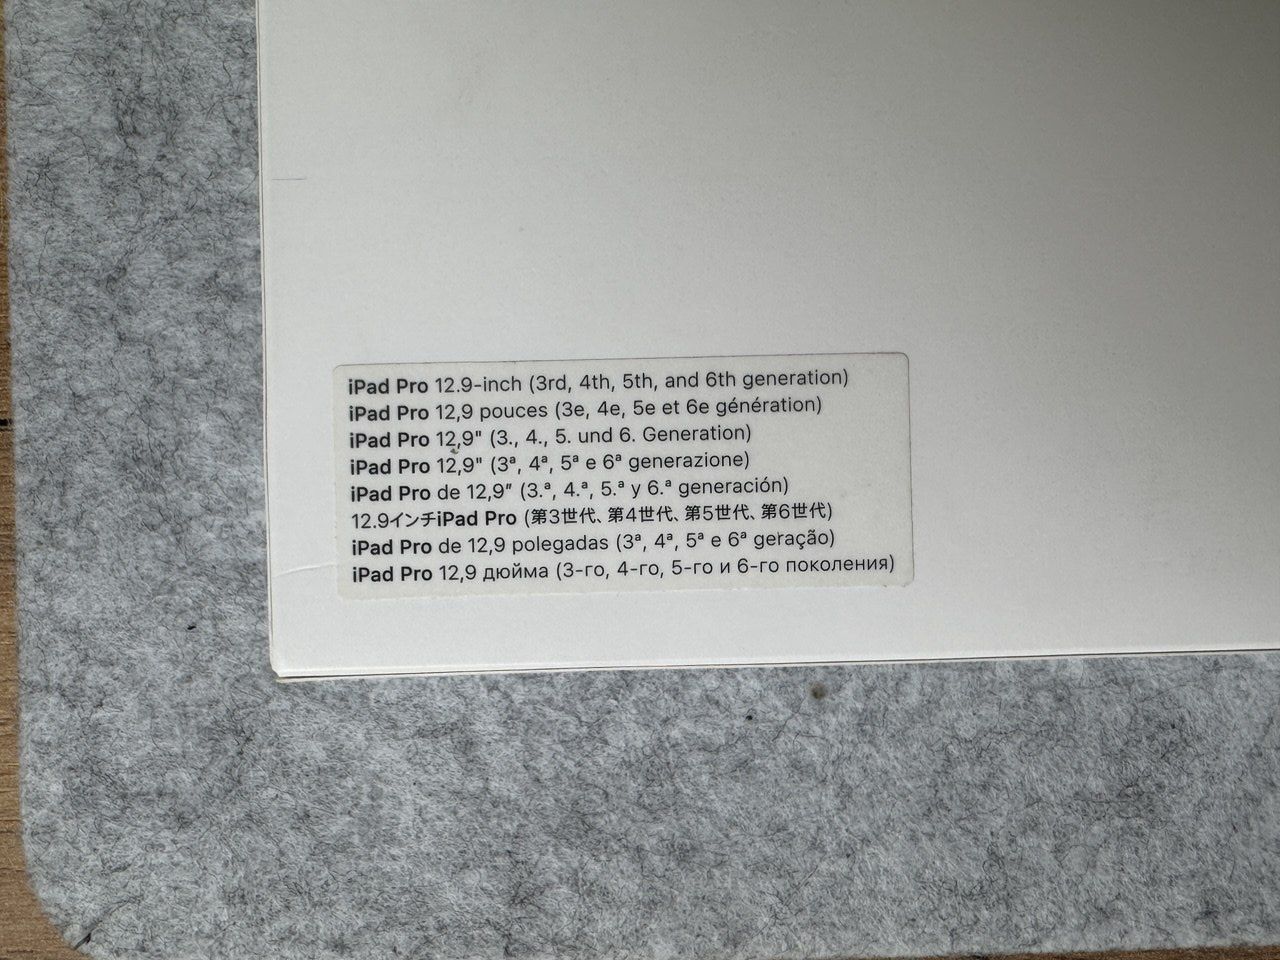 iPad Pro 12.9-inch (3rd, 4th, 5th, and 6th generation)
iPad Pro 12,9 pouces (3e, 4e, 5e et 6e génération)
iPad Pro 12,9" (3., 4., 5. und 6. Generation)
iPad Pro 12,9" (3ª, 4ª, 5ª e 6ª generazione)
iPad Pro de 12,9″ (3.ª, 4.ª, 5.ª y 6.ª generación)
12.9インチiPad Pro (第3世代、第4世代、第5世代、第6世代)
iPad Pro de 12,9 polegadas (3ª, 4ª, 5ª e 6ª geração)
iPad Pro 12,9 дюйма (3-го, 4-го, 5-го и 6-го поколения)